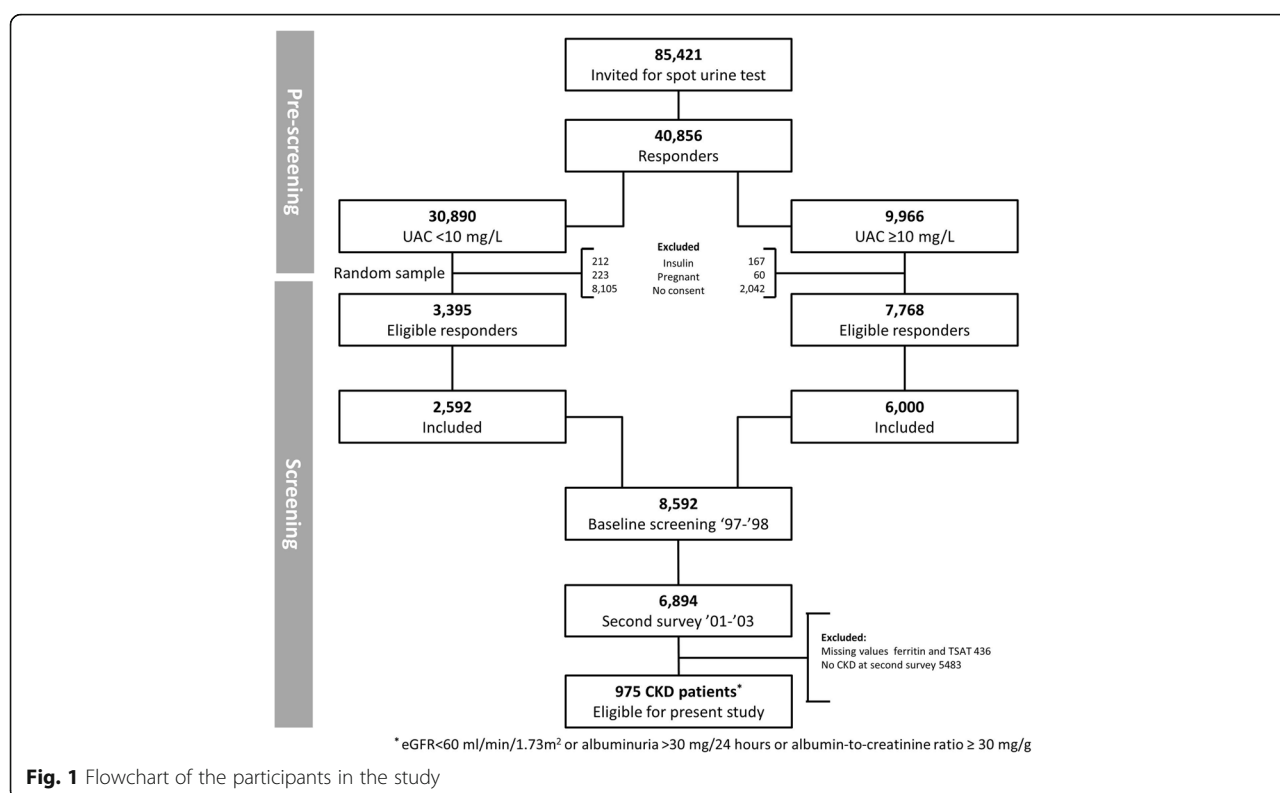 Pre-screening
85,421
Invited for spot urine test
40,856
Responders
30,890
UAC <10 mg/L
9,966
UAC ≥10 mg/L
Random sample
Excluded
212 Insulin 167
223 Pregnant 60
8,105 No consent 2,042
Screening
3,395
Eligible responders
7,768
Eligible responders
2,592
Included
6,000
Included
8,592
Baseline screening ‘97-’98
6,894
Second survey ’01-’03
Excluded:
Missing values ferritin and TSAT 436
No CKD at second survey 5483
975 CKD patients*
Eligible for present study
* eGFR<60 ml/min/1.73m² or albuminuria >30 mg/24 hours or albumin-to-creatinine ratio ≥ 30 mg/g
Fig. 1 Flowchart of the participants in the study